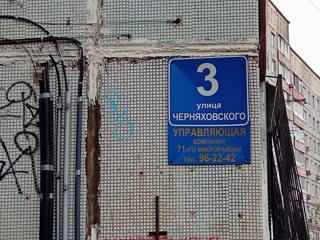 3
улица
ЧЕРНЯХОВСКОГО
УПРАВЛЯЮЩАЯ
КОМПАНИЯ
71-ГО МИКРОРАЙОНА
тел. 96-22-42